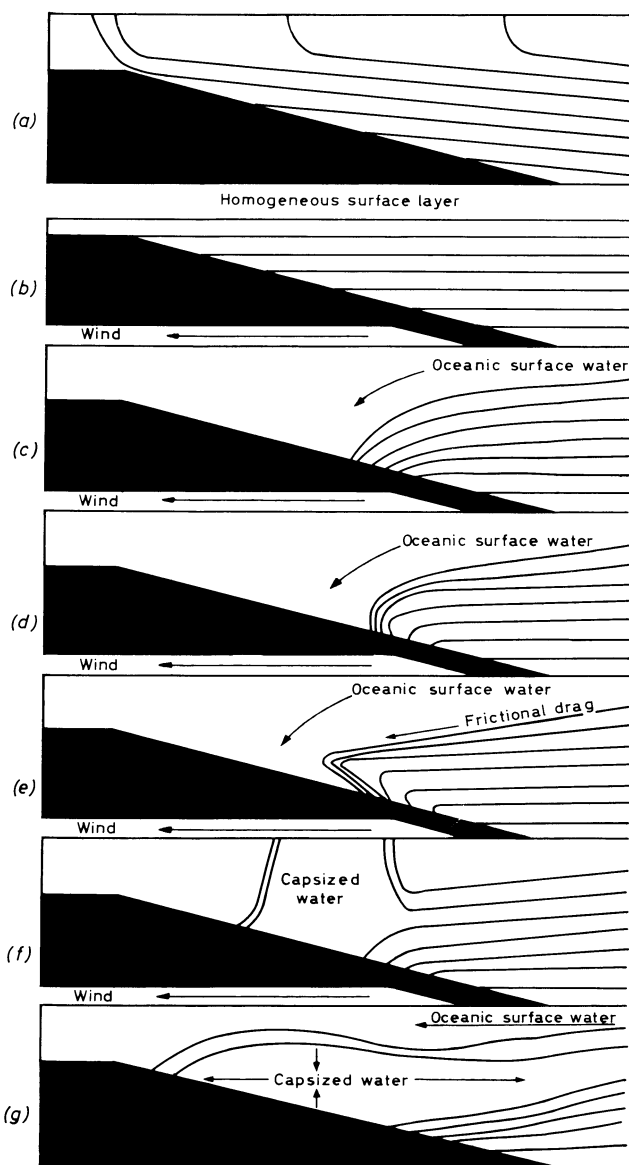 (a)
Homogeneous surface layer
(b)
Wind
Oceanic surface water
(c)
Wind
Oceanic surface water
(d)
Wind
Oceanic surface water
Frictional drag
(e)
Wind
Capsized
water
(f)
Wind
Oceanic surface water
Capsized water
(g)